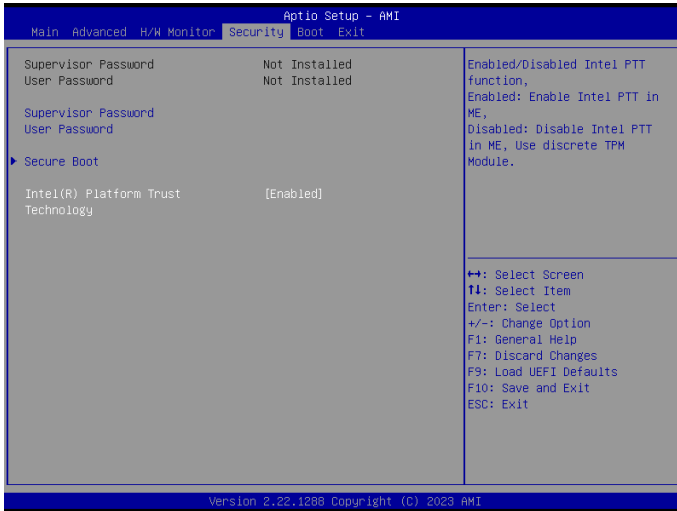 Aptio Setup - AMI
Main Advanced H/W Monitor Security Boot Exit
Supervisor Password Not Installed
User Password Not Installed
Supervisor Password
User Password
Secure Boot
Intel(R) Platform Trust [Enabled]
Technology
Enabled/Disabled Intel PTT
function,
Enabled: Enable Intel PTT in
ME,
Disabled: Disable Intel PTT
in ME, Use discrete TPM
Module.
↔: Select Screen
↑↓: Select Item
Enter: Select
+/-: Change Option
F1: General Help
F7: Discard Changes
F9: Load UEFI Defaults
F10: Save and Exit
ESC: Exit
Version 2.22.1288 Copyright (C) 2023 AMI